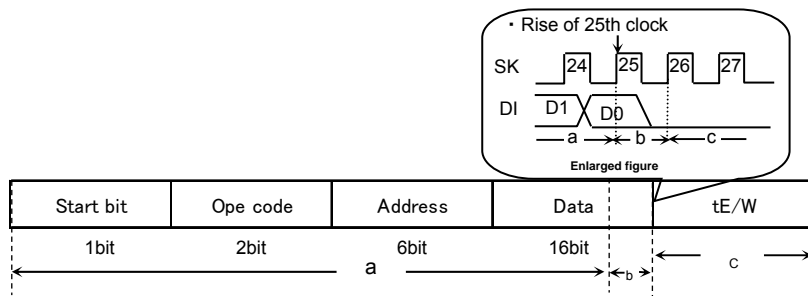 ・Rise of 25th clock
SK 24 25 26 27
DI D1 D0
a b c
Enlarged figure
Start bit Ope code Address Data tE/W
1bit 2bit 6bit 16bit
a b C